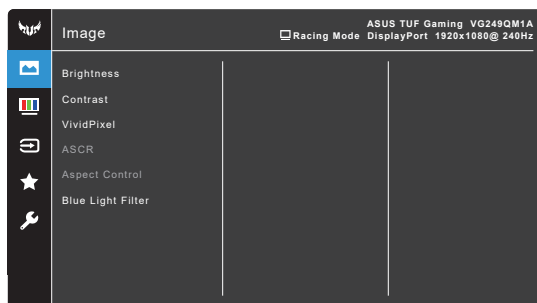 Image
ASUS TUF Gaming VG249QM1A
Racing Mode DisplayPort 1920x1080@ 240Hz
Brightness
Contrast
VividPixel
ASCR
Aspect Control
Blue Light Filter